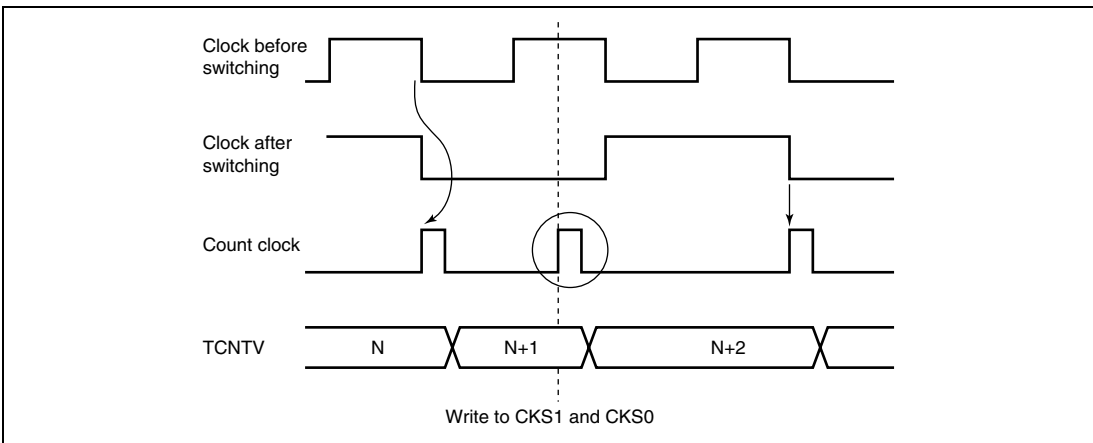 Clock before
switching
Clock after
switching
Count clock
TCNTV
N
N+1
N+2
Write to CKS1 and CKS0